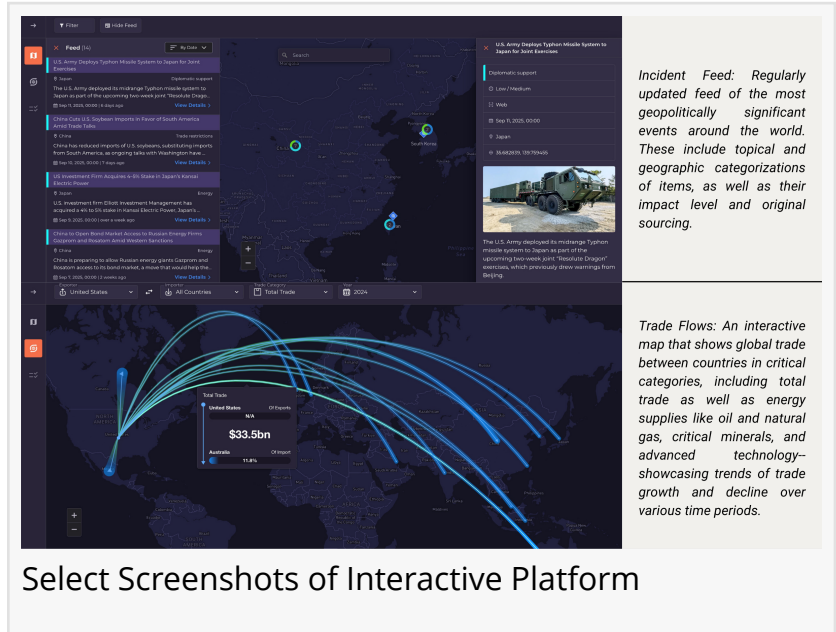 Filter
Hide Feed
Feed (14)
By Date
U.S. Army Deploys Typhon Missile System to Japan for Joint
Exercises
Japan
Diplomatic support
The U.S. Army deployed its midrange Typhon missile system to
Japan as part of the upcoming two-week joint "Resolute Drago...
Sep 11, 2025, 00:00 | 6 days ago
View Details
China Cuts U.S. Soybean Imports in Favor of South America
Amid Trade Talks
China
Trade restrictions
China has reduced imports of U.S. soybeans, substituting imports
from South America, as ongoing talks with Washington have ...
Sep 10, 2025, 00:00 | 7 days ago
View Details
US Investment Firm Acquires 4-5% Stake in Japan's Kansai
Electric Power
Japan
Energy
U.S. investment firm Elliott Investment Management has
acquired a 4% to 5% stake in Kansai Electric Power, Japan's...
Sep 9, 2025, 00:00 | over a week ago
View Details
China to Open Bond Market Access to Russian Energy Firms
Gazprom and Rosatom Amid Western Sanctions
China
Energy
China is preparing to allow Russian energy giants Gazprom and
Rosatom access to its bond market, a move that would help the...
Sep 7, 2025, 00:00 | 2 weeks ago
View Details
Search
South Korea
U.S. Army Deploys Typhon Missile System to
Japan for Joint Exercises
Diplomatic support
Low / Medium
Web
Sep 11, 2025, 00:00
Japan
The U.S. Army deployed its midrange Typhon
missile system to Japan as part of the
upcoming two-week joint "Resolute Dragon"
exercises, which previously drew warnings from
Beijing.
Incident Feed: Regularly
updated feed of the most
geopolitically significant
events around the world.
These include topical and
geographic categorizations
of items, as well as their
impact level and original
sourcing.
Exporter
United States
Importer
All Countries
Trade Category
Total Trade
Year
2024
NORTH
AMERICA
Total Trade
United States
Of Exports
N/A
$33.5bn
Australia
Of Import
11.8%
SOUTH
AMERICA
Trade Flows: An interactive
map that shows global trade
between countries in critical
categories, including total
trade as well as energy
supplies like oil and natural
gas, critical minerals, and
advanced technology--
showcasing trends of trade
growth and decline over
various time periods.
Select Screenshots of Interactive Platform